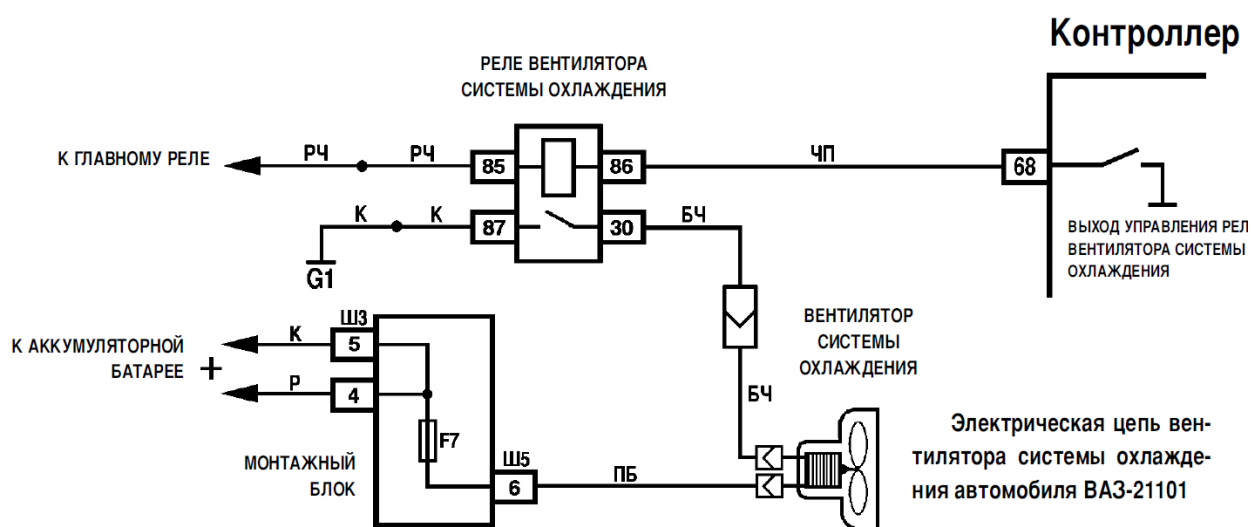 Контроллер
РЕЛЕ ВЕНТИЛЯТОРА
СИСТЕМЫ ОХЛАЖДЕНИЯ
К ГЛАВНОМУ РЕЛЕ
РЧ
РЧ
85
86
ЧП
68
К
К
87
30
БЧ
G1
ВЫХОД УПРАВЛЕНИЯ РЕЛ
ВЕНТИЛЯТОРА СИСТЕМЫ
ОХЛАЖДЕНИЯ
К АККУМУЛЯТОРНОЙ
БАТАРЕЕ
+
К
Ш3
5
Р
4
F7
МОНТАЖНЫЙ
БЛОК
Ш5
6
ПБ
БЧ
ВЕНТИЛЯТОР
СИСТЕМЫ
ОХЛАЖДЕНИЯ
Электрическая цепь вен-
тилятора системы охлажде-
ния автомобиля ВАЗ-21101